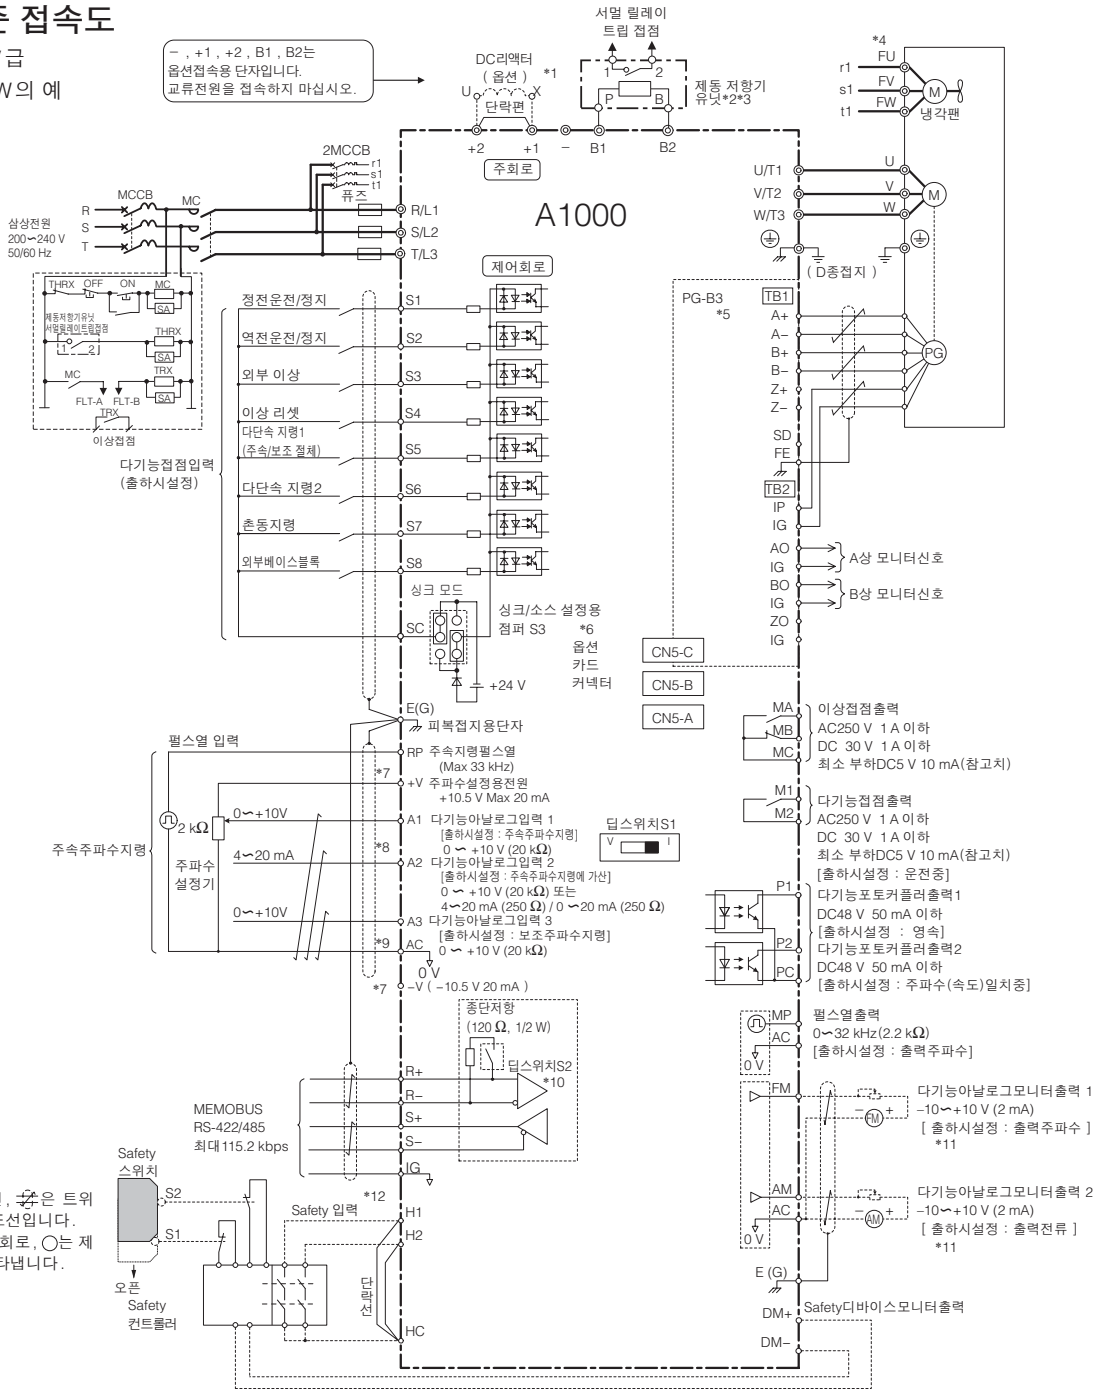 준 접속도
급
W의 예
− , +1 , +2 , B1 , B2는
옵션접속용 단자입니다.
교류전원을 접속하지 마십시오.
DC리액터
( 옵션 )
*1
U
X
단락편
서멀 릴레이
트립 접점
1
2
P
B
제동 저항기
유닛*2*3
*4
r1
FU
s1
FV
t1
FW
M
냉각팬
+2
+1
−
B1
B2
주회로
2MCCB
r1
s1
t1
퓨즈
MCCB
MC
삼상전원
200∼240 V
50/60 Hz
R
S
T
R/L1
S/L2
T/L3
A1000
U/T1
V/T2
W/T3
U
V
W
M
( D종접지 )
THRX
OFF
ON
MC
SA
제동저항기유닛
서멀릴레이트립접점
1
2
THRX
SA
MC
TRX
FLT-A
FLT-B
SA
TRX
이상접점
제어회로
정전운전/정지
S1
역전운전/정지
S2
외부 이상
S3
이상 리셋
S4
다단속 지령1
(주속/보조 절체)
S5
다기능접점입력
(출하시설정)
다단속 지령2
S6
촌동지령
S7
외부베이스블록
S8
싱크 모드
SC
싱크/소스 설정용
점퍼 S3
+24 V
*6
옵션
카드
커넥터
CN5-C
CN5-B
CN5-A
PG-B3
*5
TB1
A+
A−
B+
B−
Z+
Z−
SD
FE
PG
TB2
IP
IG
AO
IG
A상 모니터신호
BO
IG
B상 모니터신호
ZO
IG
E(G)
피복접지용단자
펄스열 입력
RP 주속지령펄스열
(Max 33 kHz)
*7
+V 주파수설정용전원
+10.5 V Max 20 mA
주속주파수지령
2 kΩ
주파수
설정기
0∼+10V
A1 다기능아날로그입력 1
[출하시설정 : 주속주파수지령]
0 ∼ +10 V (20 kΩ)
*8
4∼20 mA
A2 다기능아날로그입력 2
[출하시설정 : 주속주파수지령에 가산]
0 ∼ +10 V (20 kΩ) 또는
4∼20 mA (250 Ω) / 0 ∼20 mA (250 Ω)
0∼+10V
A3 다기능아날로그입력 3
[출하시설정 : 보조주파수지령]
0 ∼ +10 V (20 kΩ)
*9
AC
0 V
*7
−V ( −10.5 V 20 mA )
딥스위치S1
V
I
MA
MB
MC
이상접점출력
AC250 V 1 A 이하
DC 30 V 1 A 이하
최소 부하DC5 V 10 mA(참고치)
M1
M2
다기능접점출력
AC250 V 1 A 이하
DC 30 V 1 A 이하
최소 부하DC5 V 10 mA(참고치)
[출하시설정 : 운전중]
P1
다기능포토커플러출력1
DC48 V 50 mA 이하
[출하시설정 : 영속]
P2
PC
다기능포토커플러출력2
DC48 V 50 mA 이하
[출하시설정 : 주파수(속도)일치중]
MP
AC
0 V
펄스열출력
0∼32 kHz (2.2 kΩ)
[출하시설정 : 출력주파수]
FM
− FM +
다기능아날로그모니터출력 1
−10∼+10 V (2 mA)
[ 출하시설정 : 출력주파수 ]
*11
AM
AC
0 V
− AM +
다기능아날로그모니터출력 2
−10∼+10 V (2 mA)
[ 출하시설정 : 출력전류 ]
*11
E (G)
종단저항
(120 Ω, 1/2 W)
딥스위치S2
*10
MEMOBUS
RS-422/485
최대115.2 kbps
R+
R−
S+
S−
IG
*12
Safety
스위치
S2
S1
오픈
Safety
컨트롤러
Safety 입력
H1
H2
단락선
HC
은 트위
선입니다.
회로, ○는 제
타냅니다.
DM+
DM−
Safety디바이스모니터출력